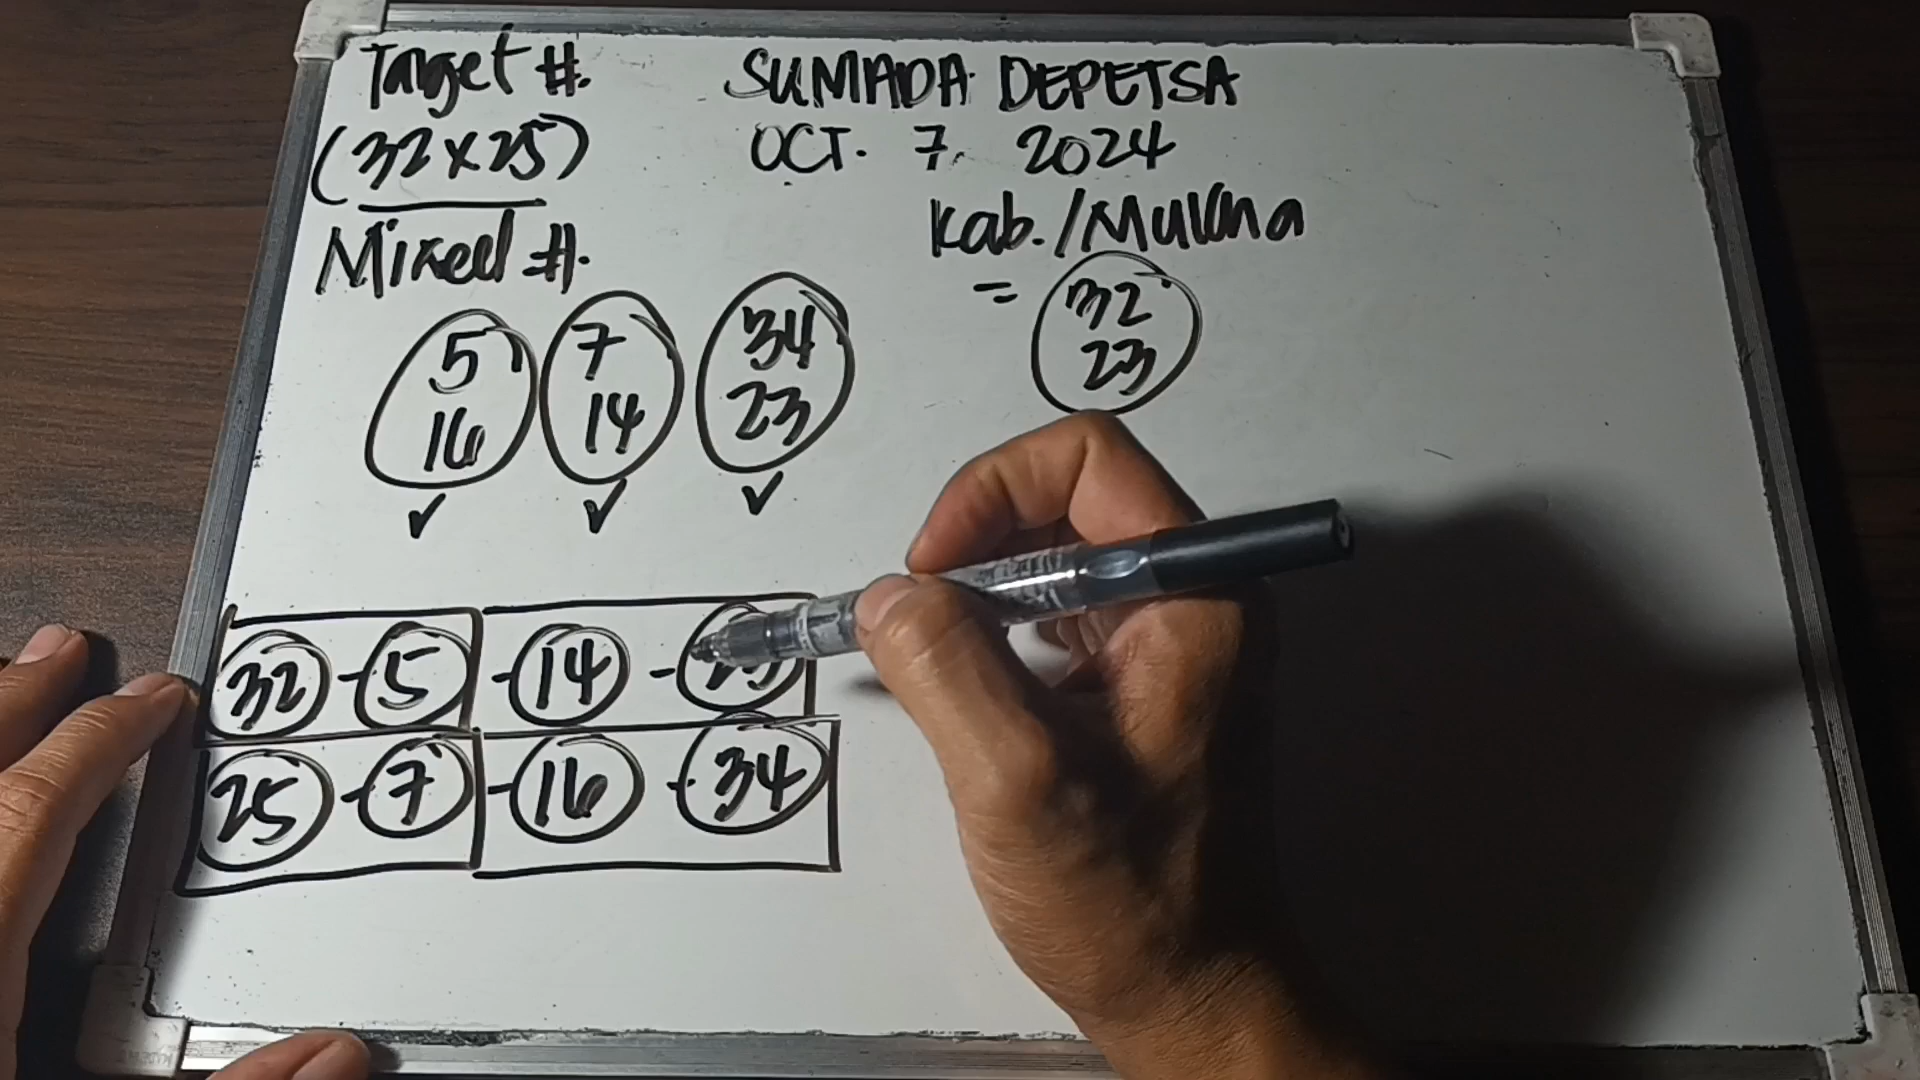 Target #.
(32 x 25)
Mixed #.
SUMADA DEPETSA
OCT. 7, 2024
Kab./Mukha
= 32
23
5 7 34
16 14 23
32 - 5 - 14 -
25 - 7 - 16 - 34